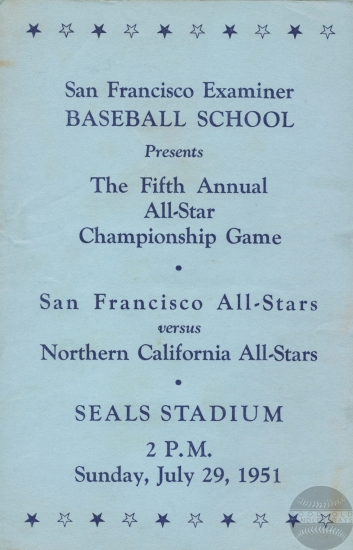 San Francisco Examiner
BASEBALL SCHOOL
Presents
The Fifth Annual
All-Star
Championship Game
San Francisco All-Stars
versus
Northern California All-Stars
SEALS STADIUM
2 P.M.
Sunday, July 29, 1951